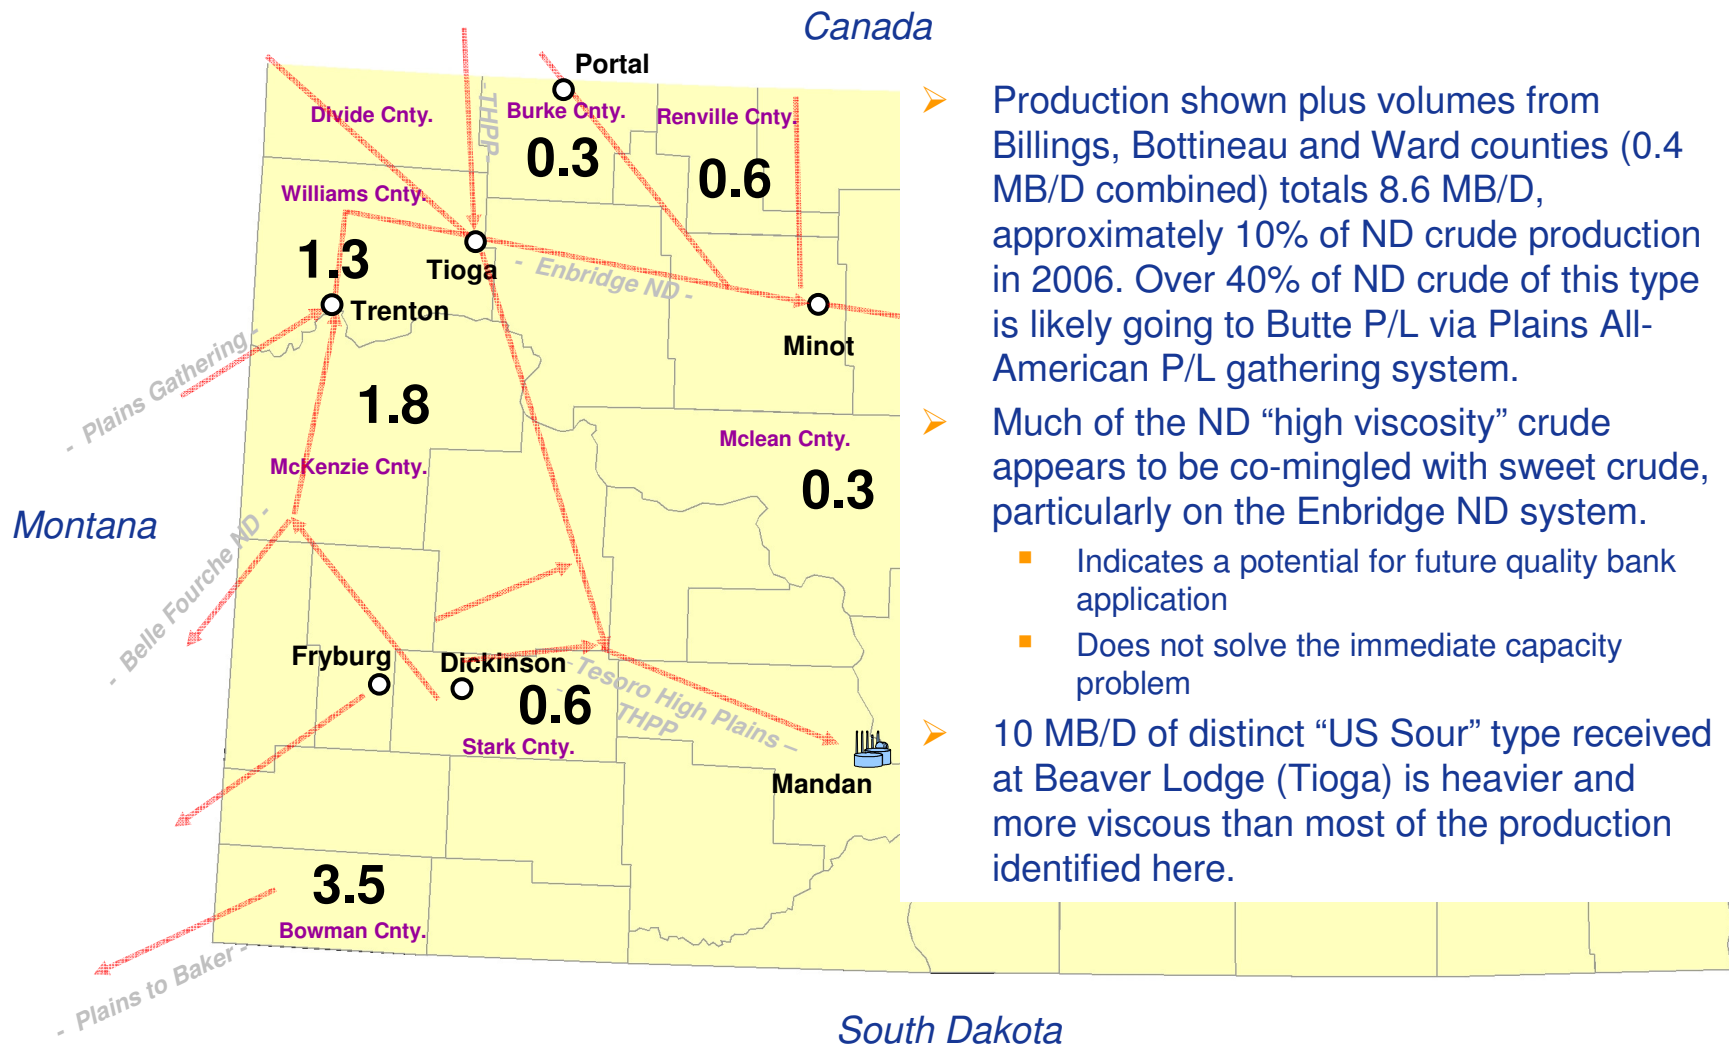 Canada
Portal
Divide Cnty.
-THPP-
Burke Cnty.
0.3
Renville Cnty.
0.6
Williams Cnty.
1.3
Tioga
- Enbridge ND -
Trenton
Minot
- Plains Gathering -
1.8
McKenzie Cnty.
Mclean Cnty.
0.3
Montana
- Belle Fourche ND -
Fryburg
Dickinson
0.6
Stark Cnty.
- Tesoro High Plains –
- THPP
Mandan
3.5
Bowman Cnty.
- Plains to Baker -
South Dakota
➢ Production shown plus volumes from
Billings, Bottineau and Ward counties (0.4
MB/D combined) totals 8.6 MB/D,
approximately 10% of ND crude production
in 2006. Over 40% of ND crude of this type
is likely going to Butte P/L via Plains All-
American P/L gathering system.
➢ Much of the ND “high viscosity” crude
appears to be co-mingled with sweet crude,
particularly on the Enbridge ND system.
▪ Indicates a potential for future quality bank
application
▪ Does not solve the immediate capacity
problem
➢ 10 MB/D of distinct “US Sour” type received
at Beaver Lodge (Tioga) is heavier and
more viscous than most of the production
identified here.